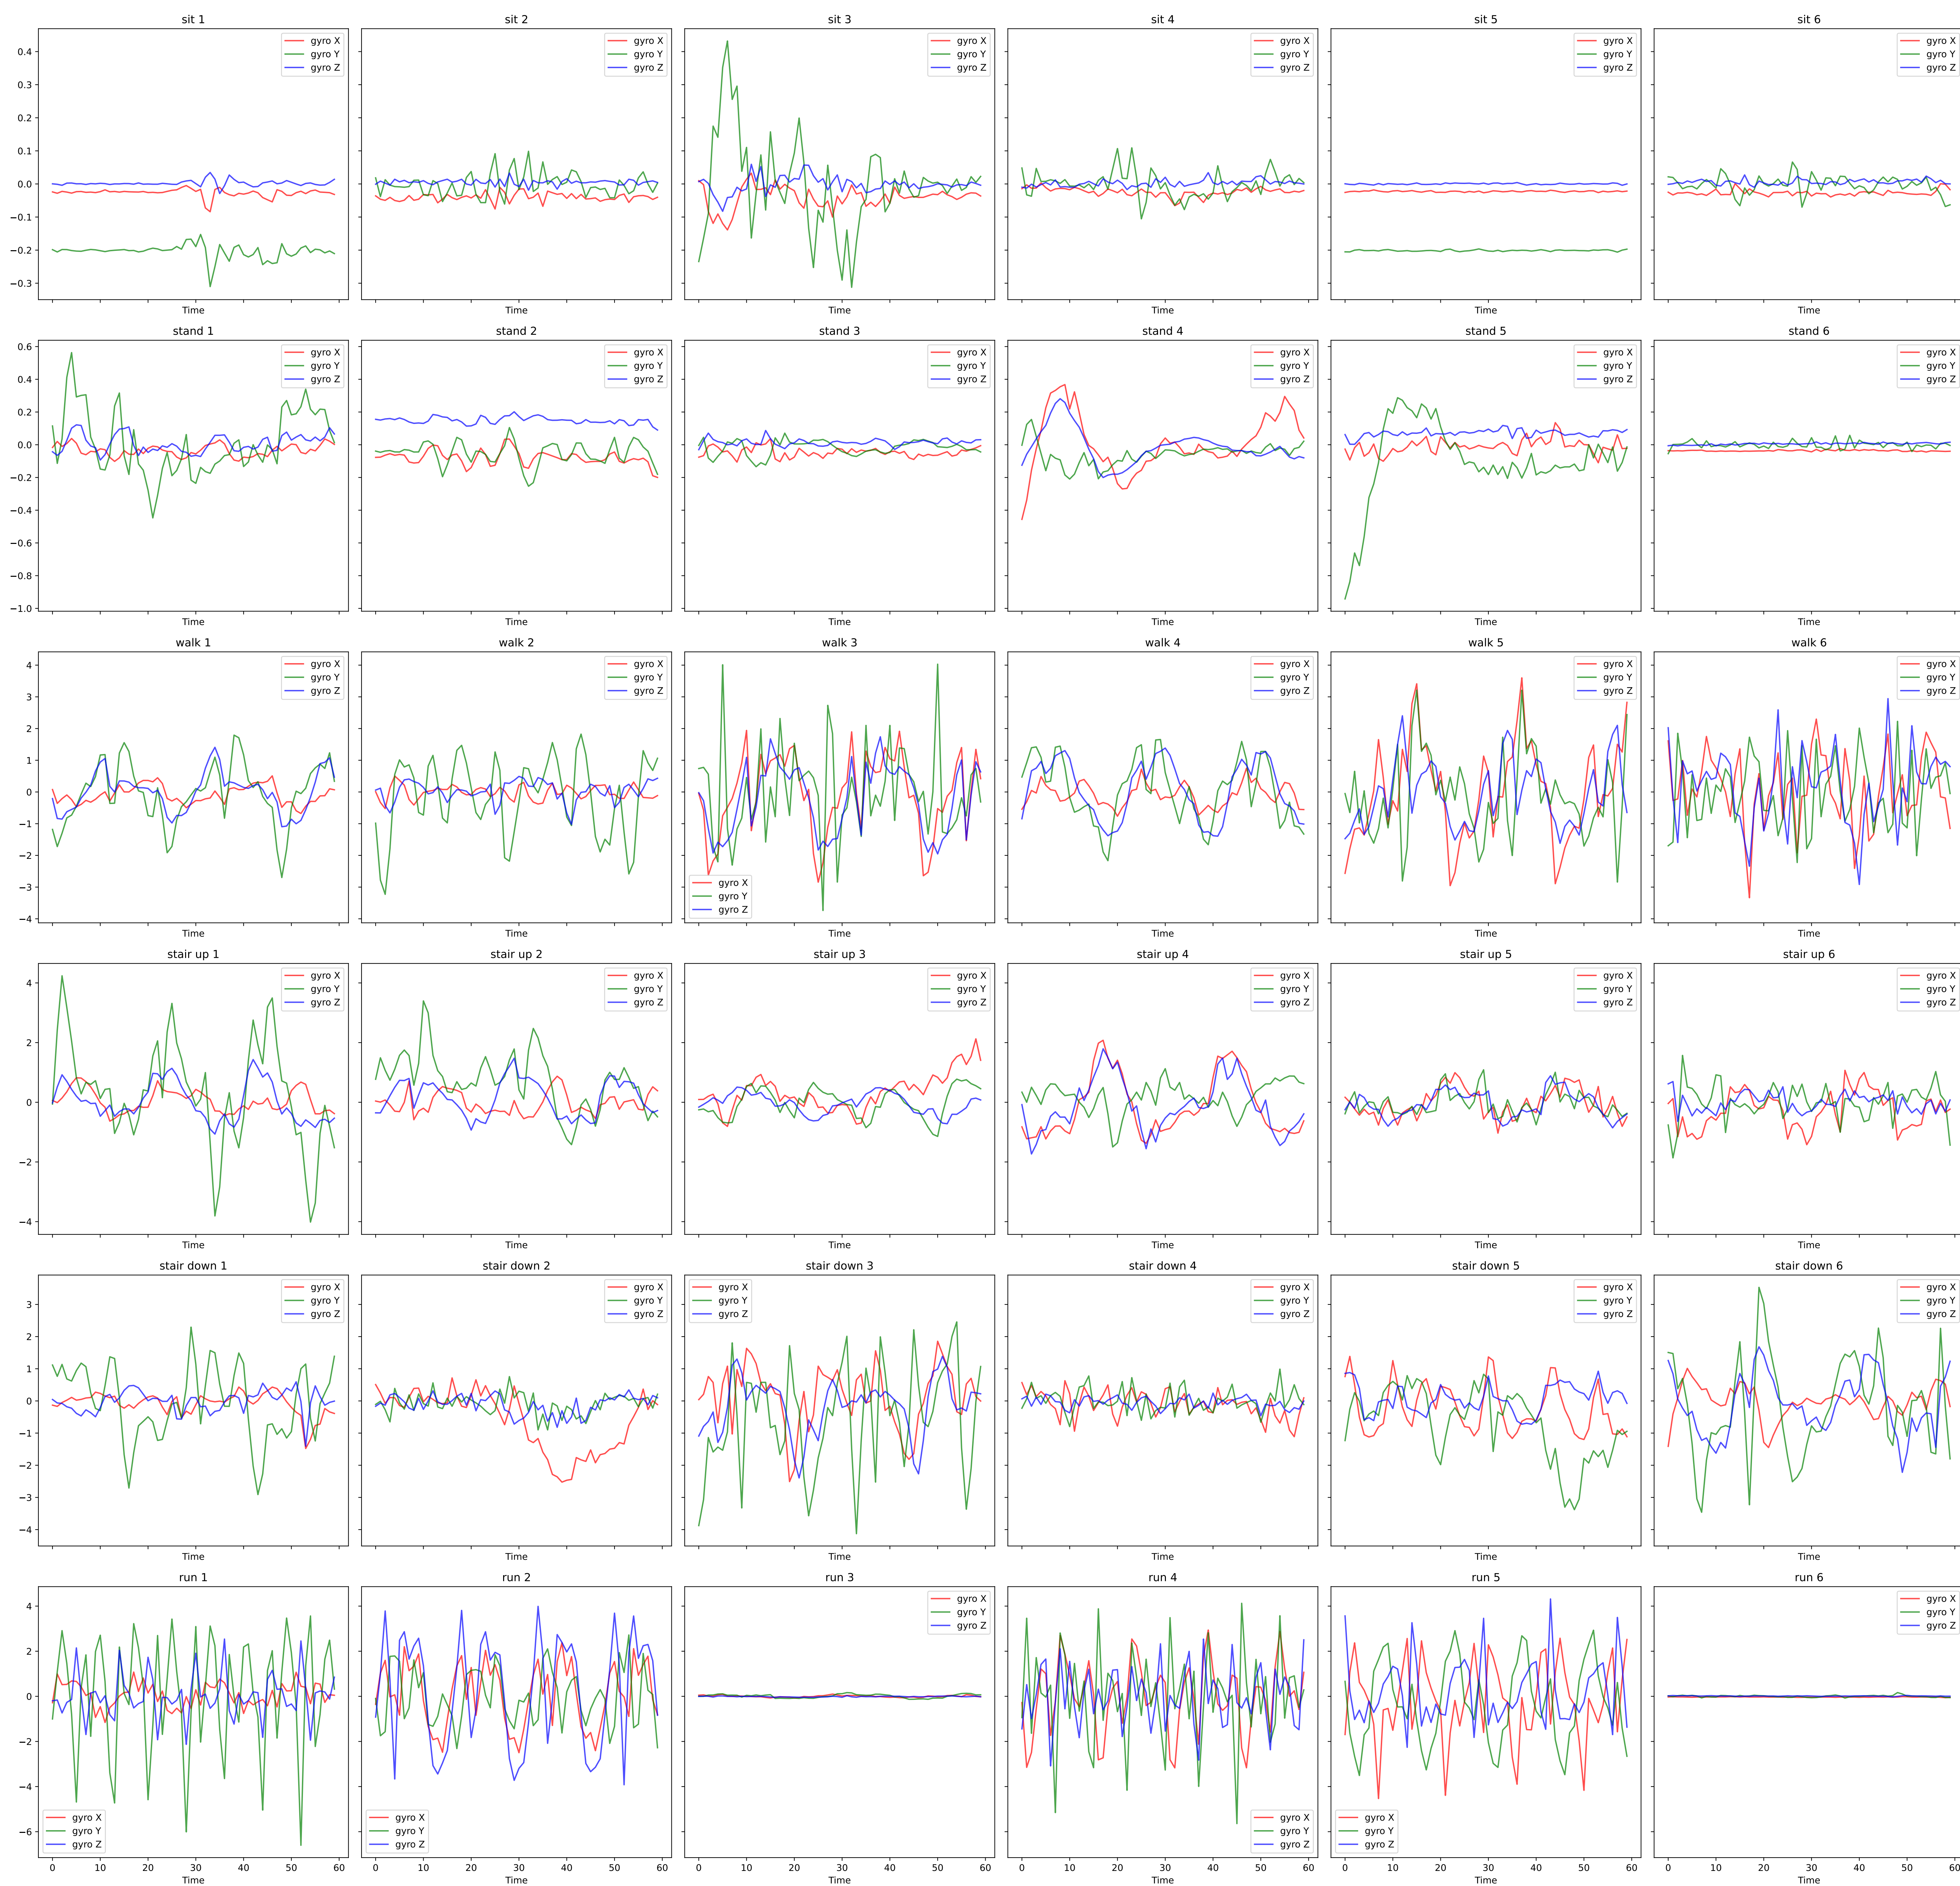 sit 1 sit 2 sit 3 sit 4 sit 5 sit 6
gyro X gyro X gyro X gyro X gyro X gyro X
0.4
gyro Y gyro Y gyro Y gyro Y gyro Y gyro Y
gyro Z gyro Z gyro Z gyro Z gyro Z gyro Z
0.3
0.2
0.1
0.0
−0.1
−0.2
−0.3
Time Time Time Time Time Time
stand 1 stand 2 stand 3 stand 4 stand 5 stand 6
0.6
gyro X gyro X gyro X gyro X gyro X gyro X
gyro Y gyro Y gyro Y gyro Y gyro Y gyro Y
0.4
gyro Z gyro Z gyro Z gyro Z gyro Z gyro Z
0.2
0.0
−0.2
−0.4
−0.6
−0.8
−1.0
Time Time Time Time Time Time
walk 1 walk 2 walk 3 walk 4 walk 5 walk 6
4
gyro X gyro X gyro X gyro X gyro X
gyro Y gyro Y gyro Y gyro Y gyro Y
gyro Z gyro Z gyro Z gyro Z gyro Z
3
2
1
0
−1
−2
−3
gyro X
gyro Y
gyro Z
−4
Time Time Time Time Time Time
stair up 1 stair up 2 stair up 3 stair up 4 stair up 5 stair up 6
gyro X gyro X gyro X gyro X gyro X gyro X
4
gyro Y gyro Y gyro Y gyro Y gyro Y gyro Y
gyro Z gyro Z gyro Z gyro Z gyro Z gyro Z
2
0
−2
−4
Time Time Time Time Time Time
stair down 1 stair down 2 stair down 3 stair down 4 stair down 5 stair down 6
gyro X gyro X gyro X gyro X gyro X gyro X
3
gyro Y gyro Y gyro Y gyro Y gyro Y gyro Y
gyro Z gyro Z gyro Z gyro Z gyro Z gyro Z
2
1
0
−1
−2
−3
−4
Time Time Time Time Time Time
run 1 run 2 run 3 run 4 run 5 run 6
gyro X gyro X
4
gyro Y gyro Y
gyro Z gyro Z
2
0
−2
−4
gyro X gyro X gyro X gyro X
gyro Y gyro Y gyro Y gyro Y
−6
gyro Z gyro Z gyro Z gyro Z
0 10 20 30 40 50 60 0 10 20 30 40 50 60 0 10 20 30 40 50 60 0 10 20 30 40 50 60 0 10 20 30 40 50 60 0 10 20 30 40 50 60
Time Time Time Time Time Time